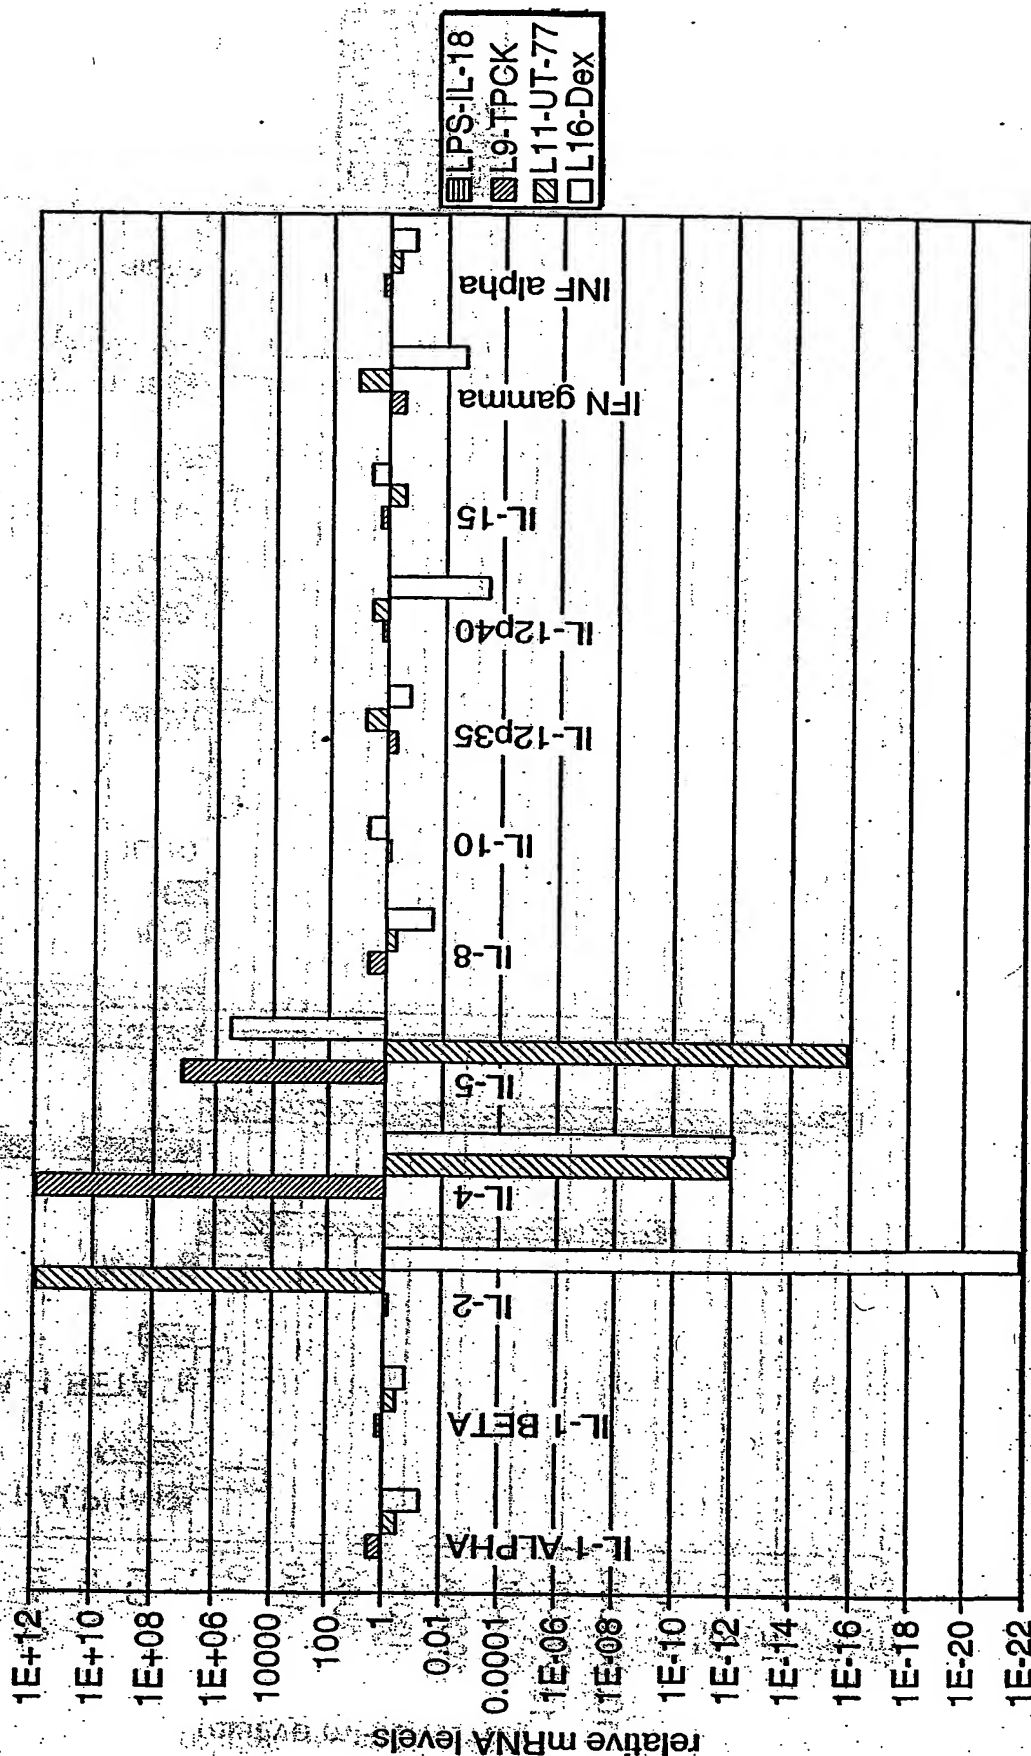 relative mRNA levels
1E+12
1E+10
1E+08
1E+06
10000
100
1
0.01
0.0001
1E-06
1E-08
1E-10
1E-12
1E-14
1E-16
1E-18
1E-20
1E-22
IL-1 ALPHA
IL-1 BETA
IL-2
IL-4
IL-5
IL-8
IL-10
IL-12p35
IL-12p40
IL-15
IFN gamma
INF alpha
LPS-IL-18
L9-TPCK
L11-UT-77
L16-Dex